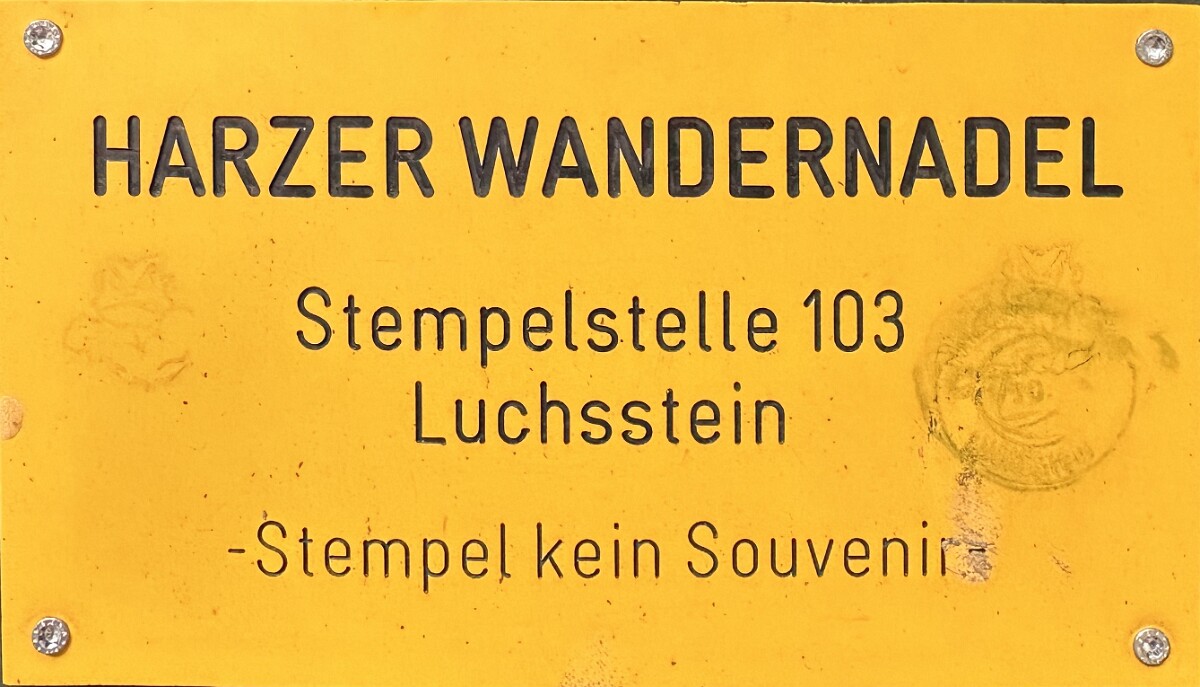 HARZER WANDERNADEL
Stempelstelle 103
Luchsstein
-Stempel kein Souvenir-